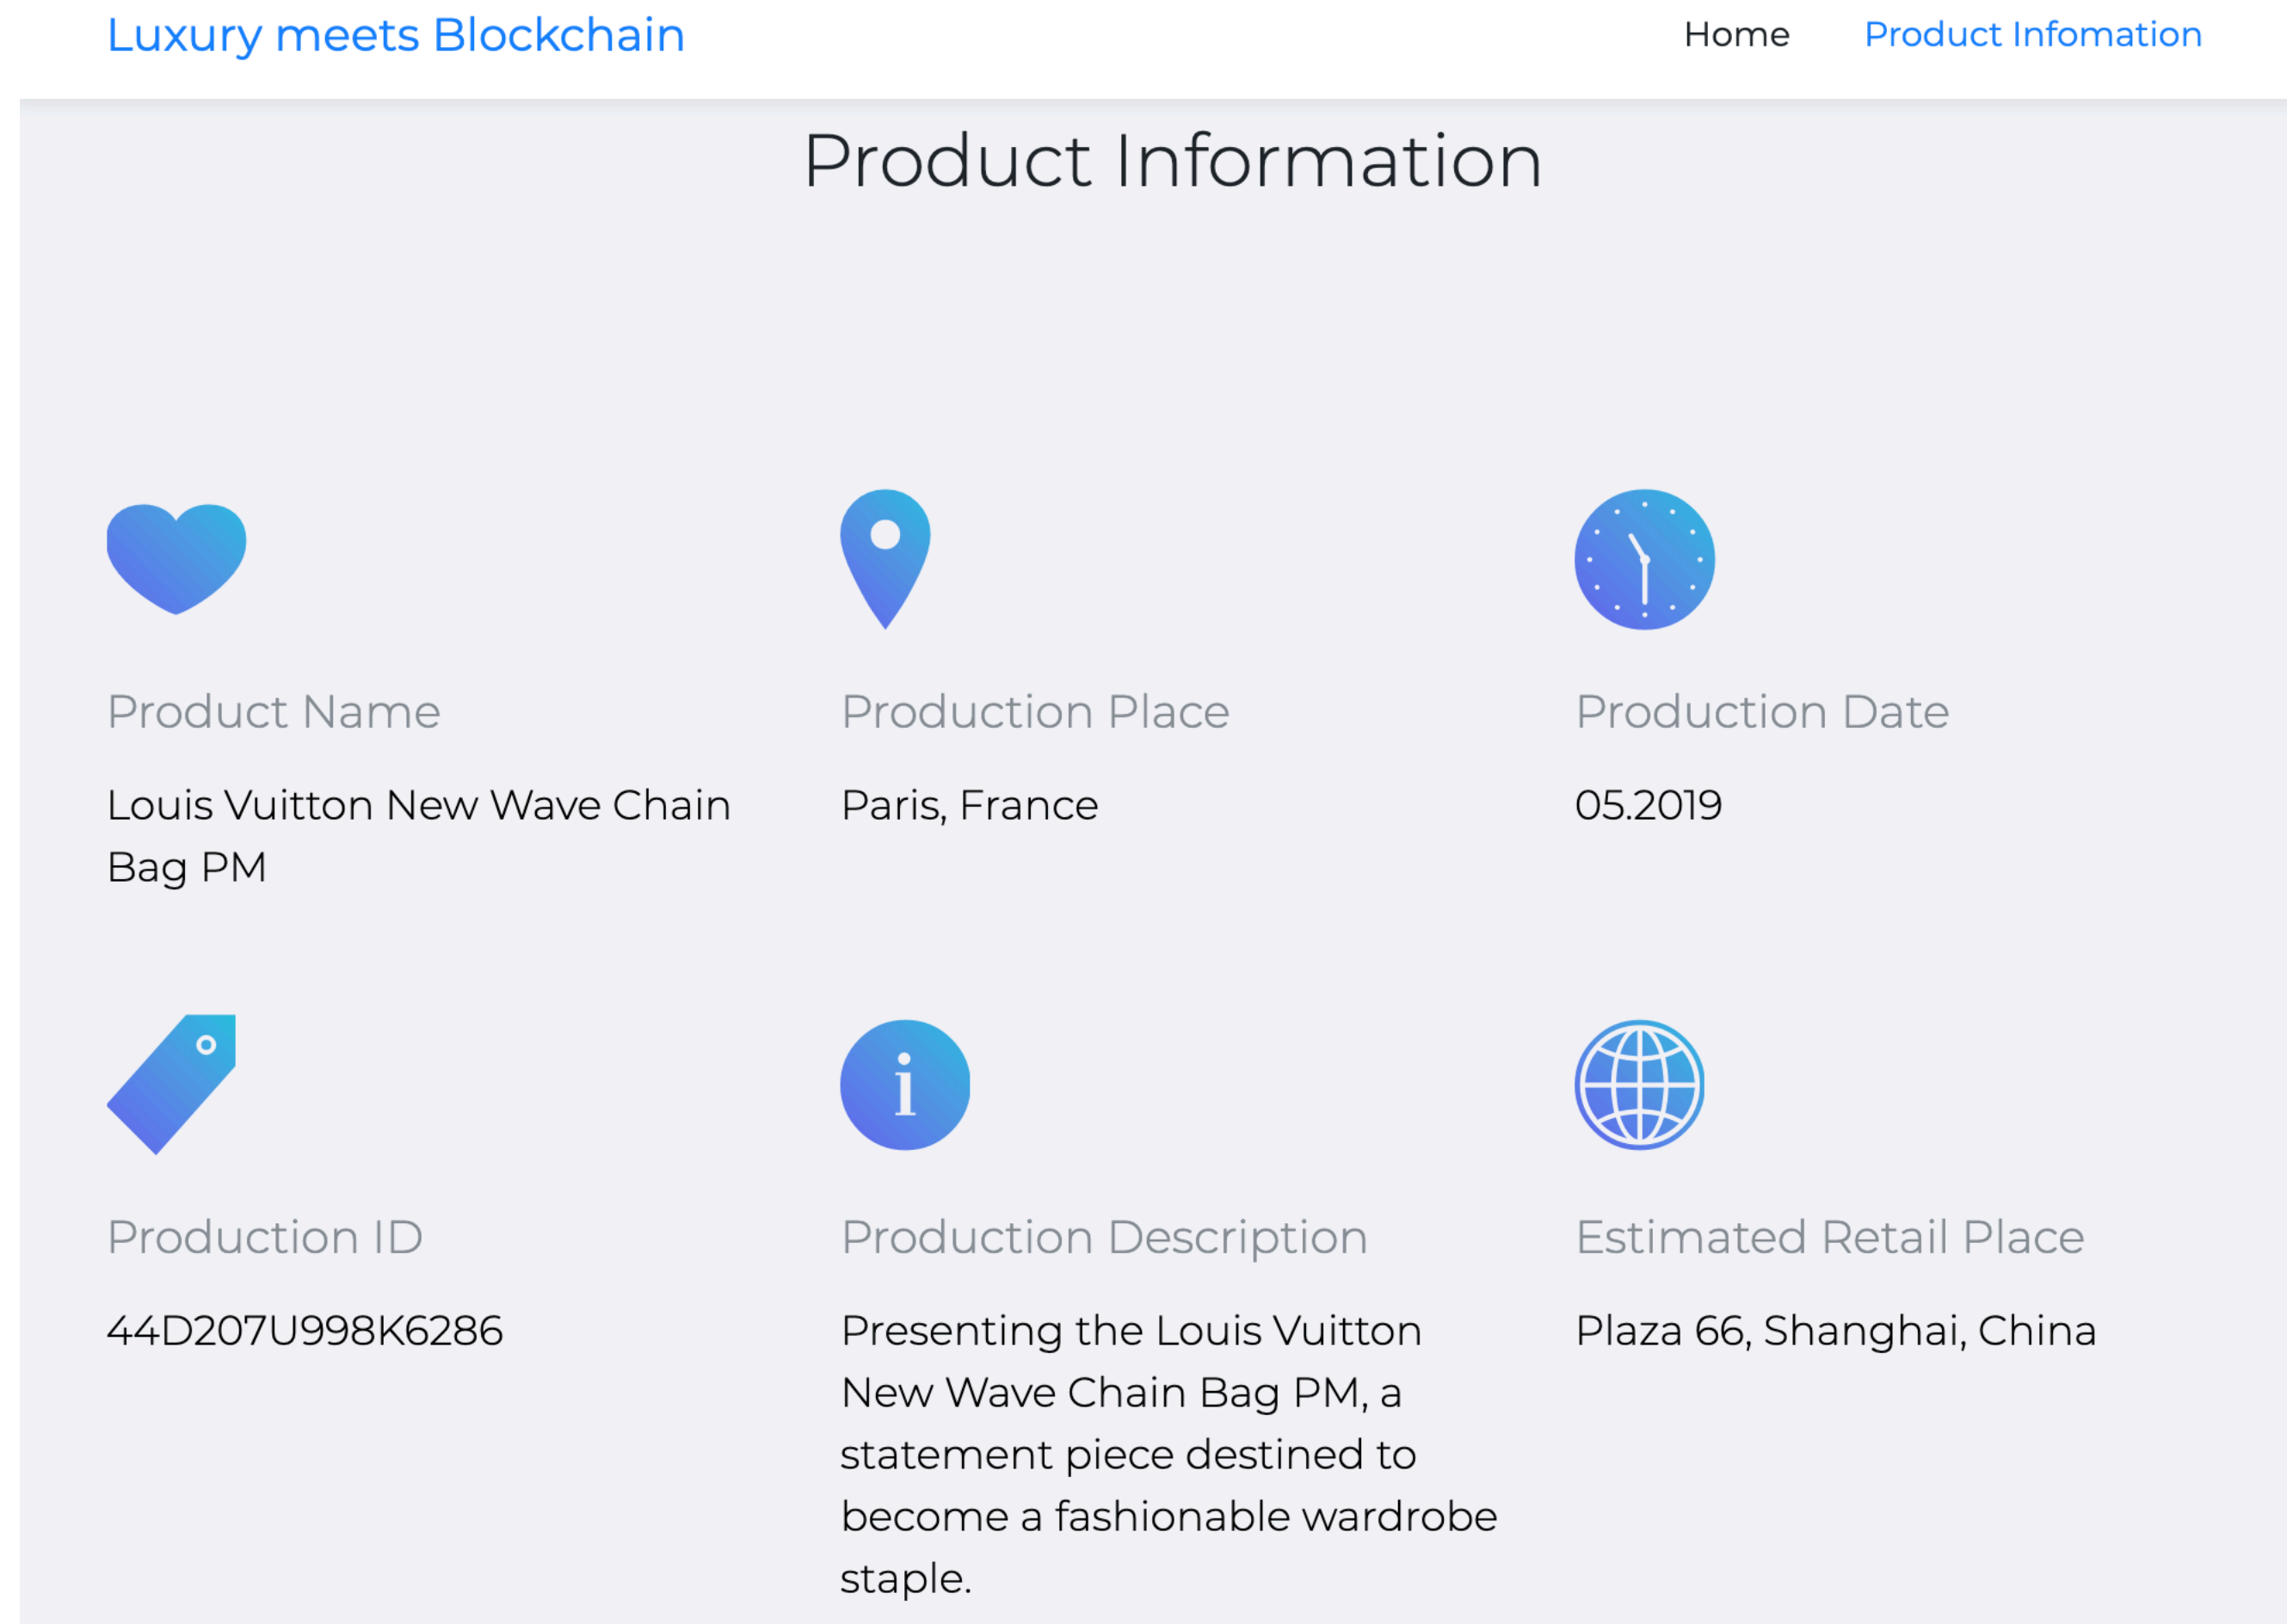 Luxury meets Blockchain
Home
Product Infomation
Product Information
Product Name
Louis Vuitton New Wave Chain
Bag PM
Production Place
Paris, France
Production Date
05.2019
Production ID
44D207U998K6286
Production Description
Presenting the Louis Vuitton
New Wave Chain Bag PM, a
statement piece destined to
become a fashionable wardrobe
staple.
Estimated Retail Place
Plaza 66, Shanghai, China